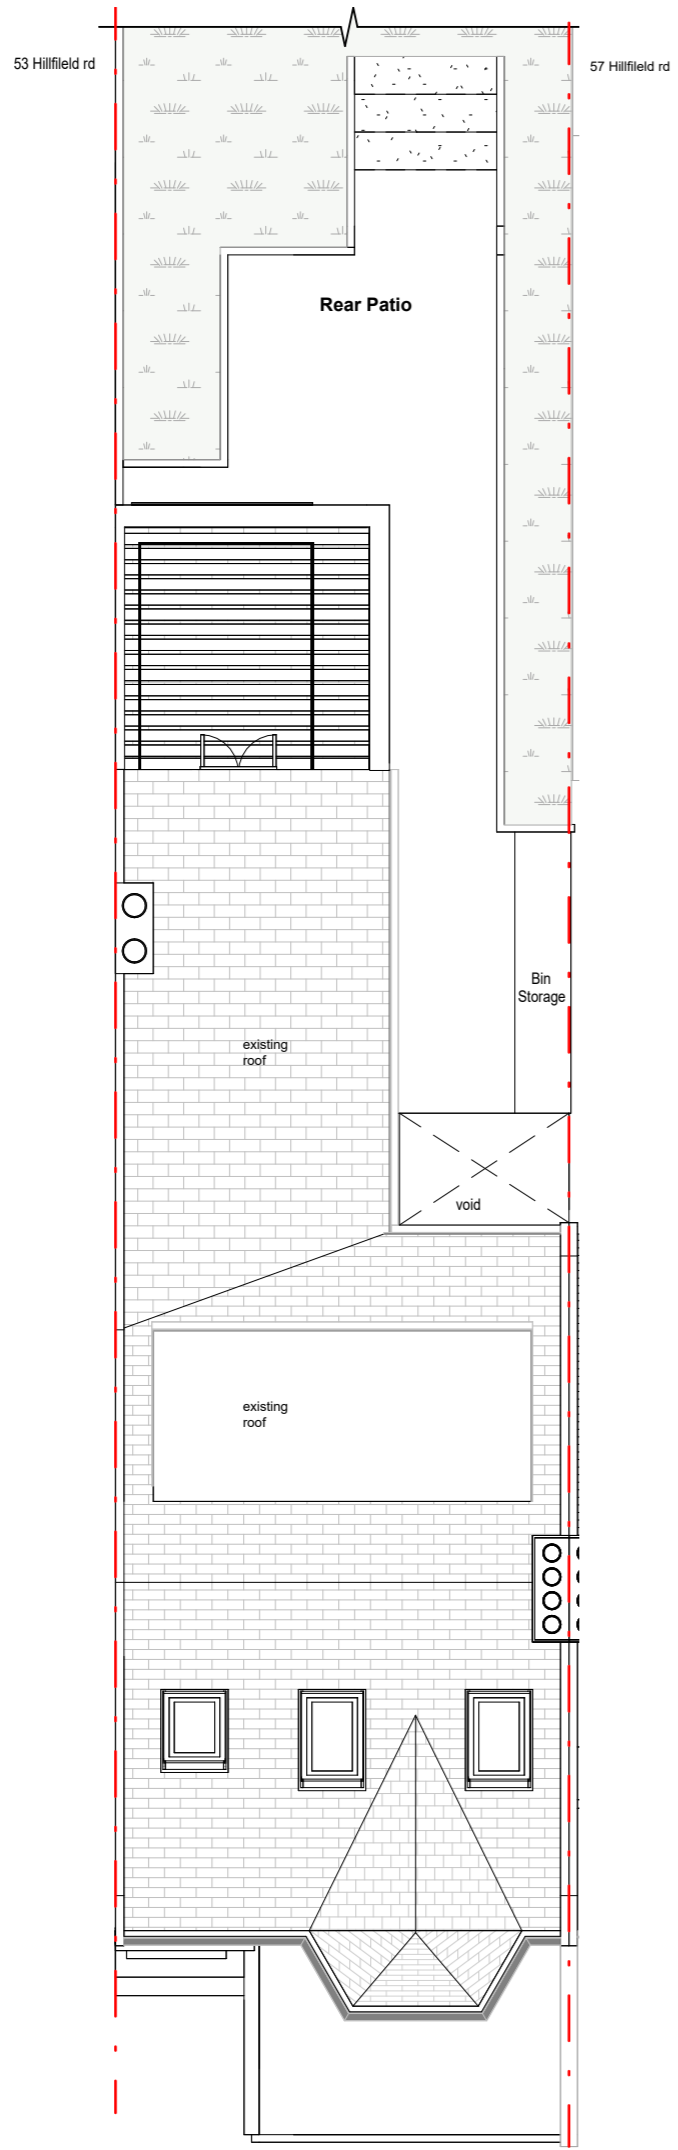 53 Hillfileld rd
57 Hillfileld rd
Rear Patio
Bin
Storage
existing
roof
void
existing
roof